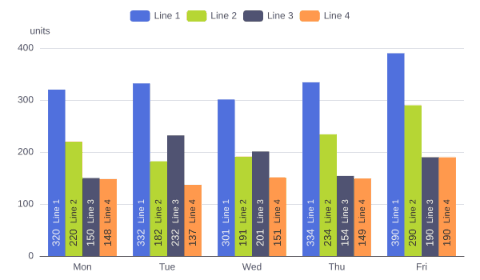 Line 1 Line 2 Line 3 Line 4
units
400
300
200
100
0
320 Line 1
220 Line 2
150 Line 3
148 Line 4
332 Line 1
182 Line 2
232 Line 3
137 Line 4
301 Line 1
191 Line 2
201 Line 3
151 Line 4
334 Line 1
234 Line 2
154 Line 3
149 Line 4
390 Line 1
290 Line 2
190 Line 3
190 Line 4
Mon Tue Wed Thu Fri